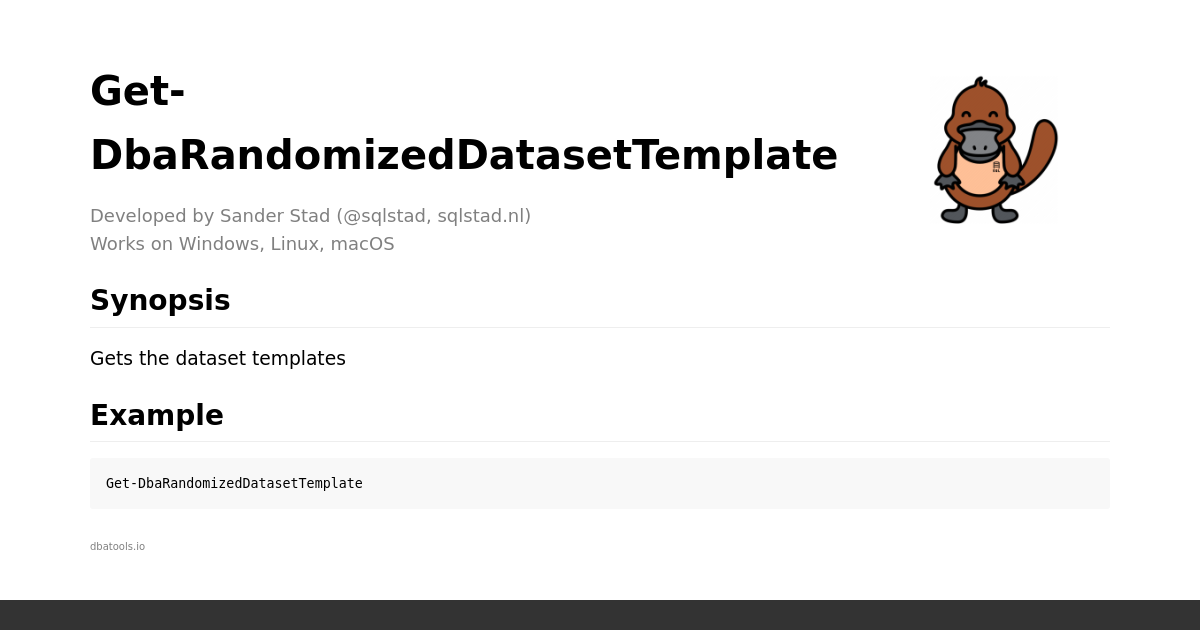 Get-
DbaRandomizedDatasetTemplate
Developed by Sander Stad (@sqlstad, sqlstad.nl)
Works on Windows, Linux, macOS
Synopsis
Gets the dataset templates
Example
Get-DbaRandomizedDatasetTemplate
dbatools.io